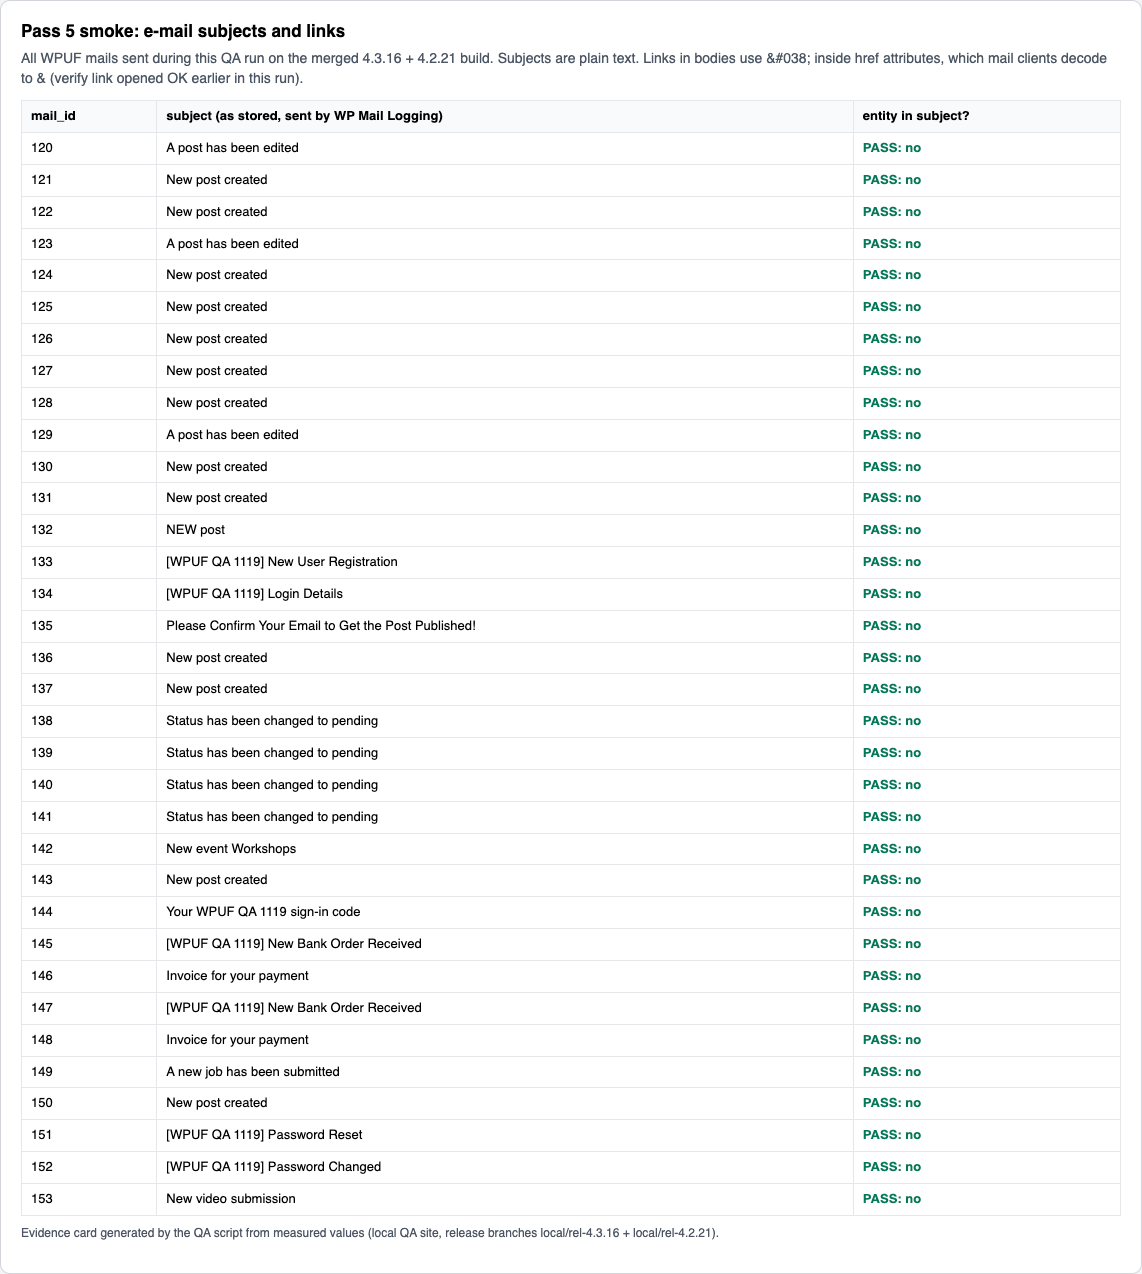 Pass 5 smoke: e-mail subjects and links
All WPUF mails sent during this QA run on the merged 4.3.16 + 4.2.21 build. Subjects are plain text. Links in bodies use &#038; inside href attributes, which mail clients decode
to & (verify link opened OK earlier in this run).
mail_id subject (as stored, sent by WP Mail Logging) entity in subject?
120 A post has been edited PASS: no
121 New post created PASS: no
122 New post created PASS: no
123 A post has been edited PASS: no
124 New post created PASS: no
125 New post created PASS: no
126 New post created PASS: no
127 New post created PASS: no
128 New post created PASS: no
129 A post has been edited PASS: no
130 New post created PASS: no
131 New post created PASS: no
132 NEW post PASS: no
133 [WPUF QA 1119] New User Registration PASS: no
134 [WPUF QA 1119] Login Details PASS: no
135 Please Confirm Your Email to Get the Post Published! PASS: no
136 New post created PASS: no
137 New post created PASS: no
138 Status has been changed to pending PASS: no
139 Status has been changed to pending PASS: no
140 Status has been changed to pending PASS: no
141 Status has been changed to pending PASS: no
142 New event Workshops PASS: no
143 New post created PASS: no
144 Your WPUF QA 1119 sign-in code PASS: no
145 [WPUF QA 1119] New Bank Order Received PASS: no
146 Invoice for your payment PASS: no
147 [WPUF QA 1119] New Bank Order Received PASS: no
148 Invoice for your payment PASS: no
149 A new job has been submitted PASS: no
150 New post created PASS: no
151 [WPUF QA 1119] Password Reset PASS: no
152 [WPUF QA 1119] Password Changed PASS: no
153 New video submission PASS: no
Evidence card generated by the QA script from measured values (local QA site, release branches local/rel-4.3.16 + local/rel-4.2.21).